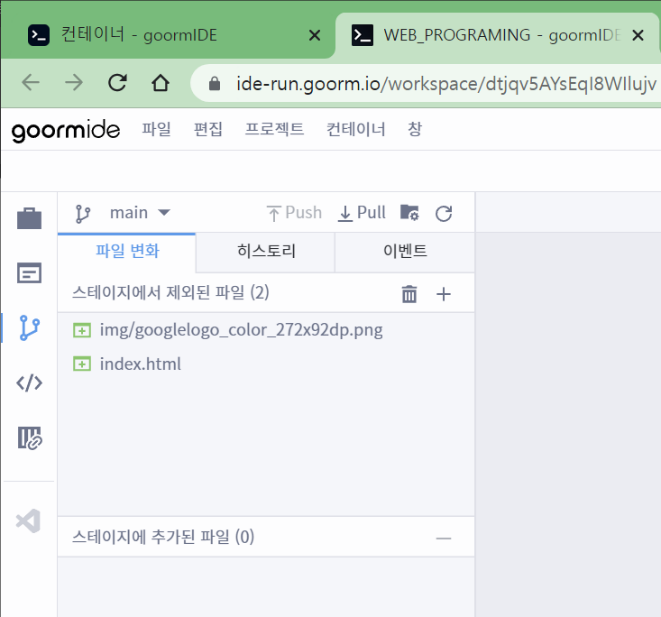 컨테이너 - goormIDE
WEB_PROGRAMING - goormIDE
ide-run.goorm.io/workspace/dtjqv5AYsEqI8WIlujv
goormide 파일 편집 프로젝트 컨테이너 창
main Push Pull
파일 변화 히스토리 이벤트
스테이지에서 제외된 파일 (2)
img/googlelogo_color_272x92dp.png
index.html
스테이지에 추가된 파일 (0)